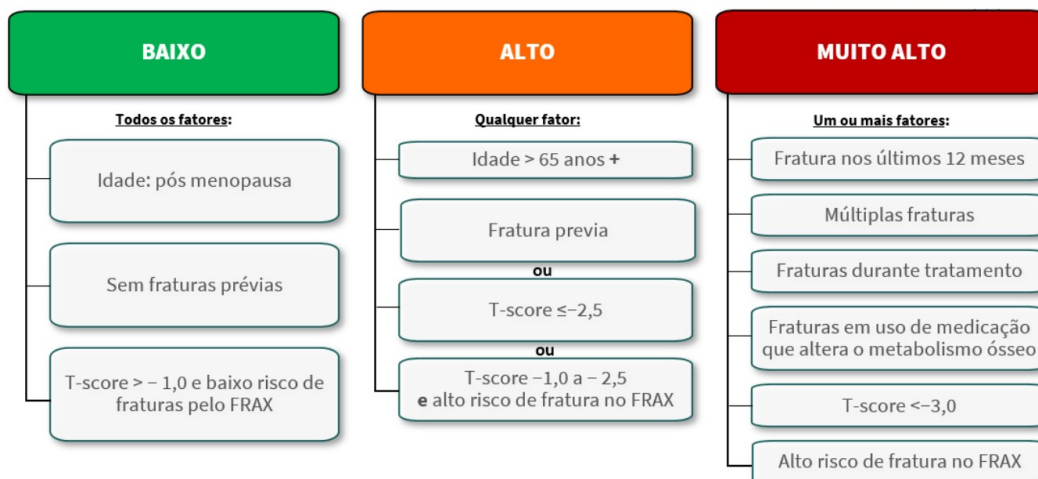 BAIXO
Todos os fatores:
Idade: pós menopausa
Sem fraturas prévias
T-score > − 1,0 e baixo risco de
fraturas pelo FRAX
ALTO
Qualquer fator:
Idade > 65 anos +
Fratura previa
ou
T-score ≤−2,5
ou
T-score −1,0 a − 2,5
e alto risco de fratura no FRAX
MUITO ALTO
Um ou mais fatores:
Fratura nos últimos 12 meses
Múltiplas fraturas
Fraturas durante tratamento
Fraturas em uso de medicação
que altera o metabolismo ósseo
T-score <−3,0
Alto risco de fratura no FRAX